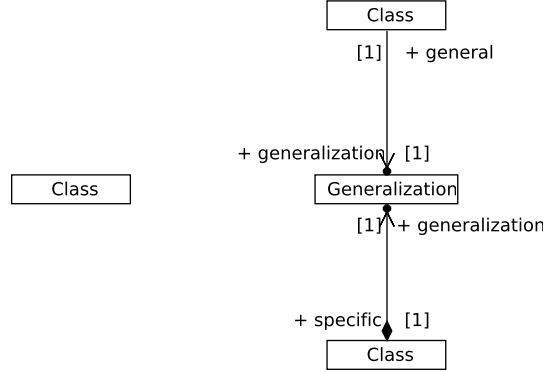 Class
[1] + general
+ generalization [1]
Class
Generalization
[1] + generalization
+ specific [1]
Class